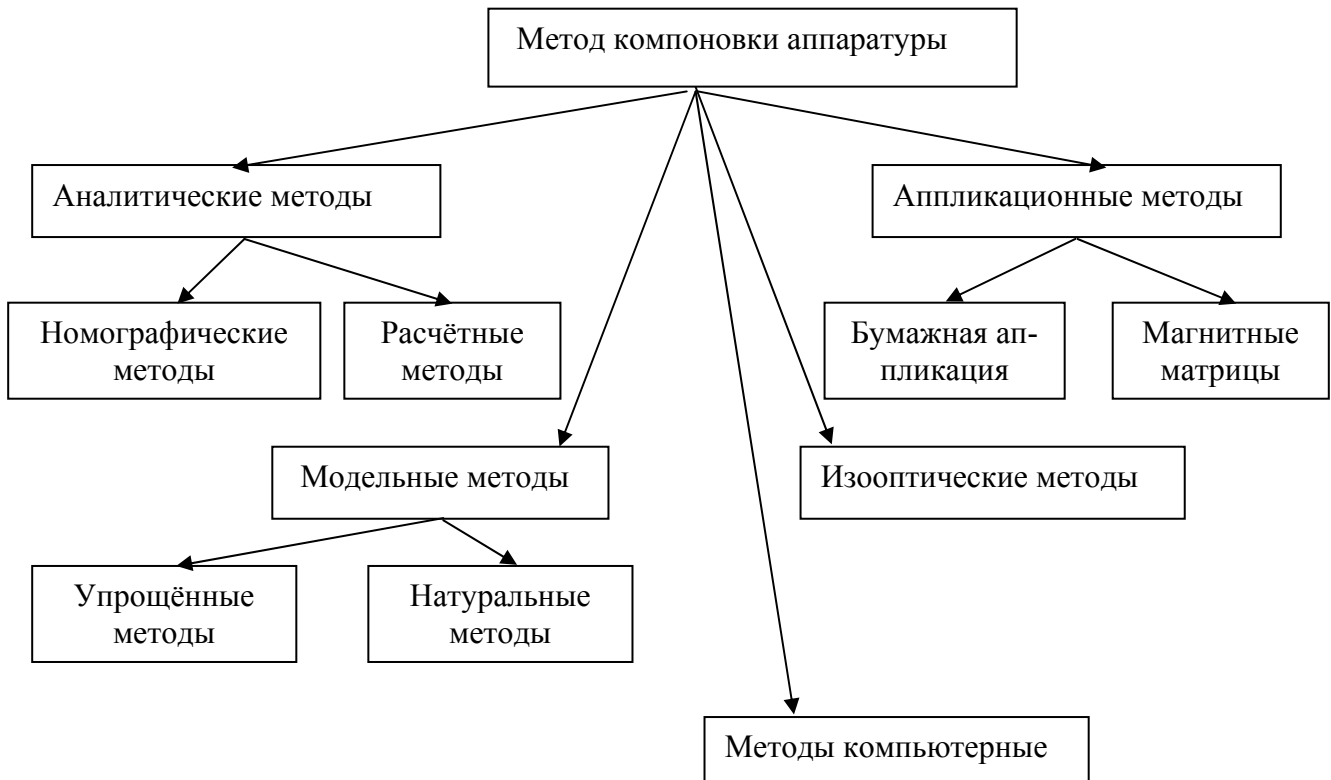 Метод компоновки аппаратуры
Аналитические методы
Аппликационные методы
Номографические
методы
Расчётные
методы
Бумажная ап-
пликация
Магнитные
матрицы
Модельные методы
Изооптические методы
Упрощённые
методы
Натуральные
методы
Методы компьютерные